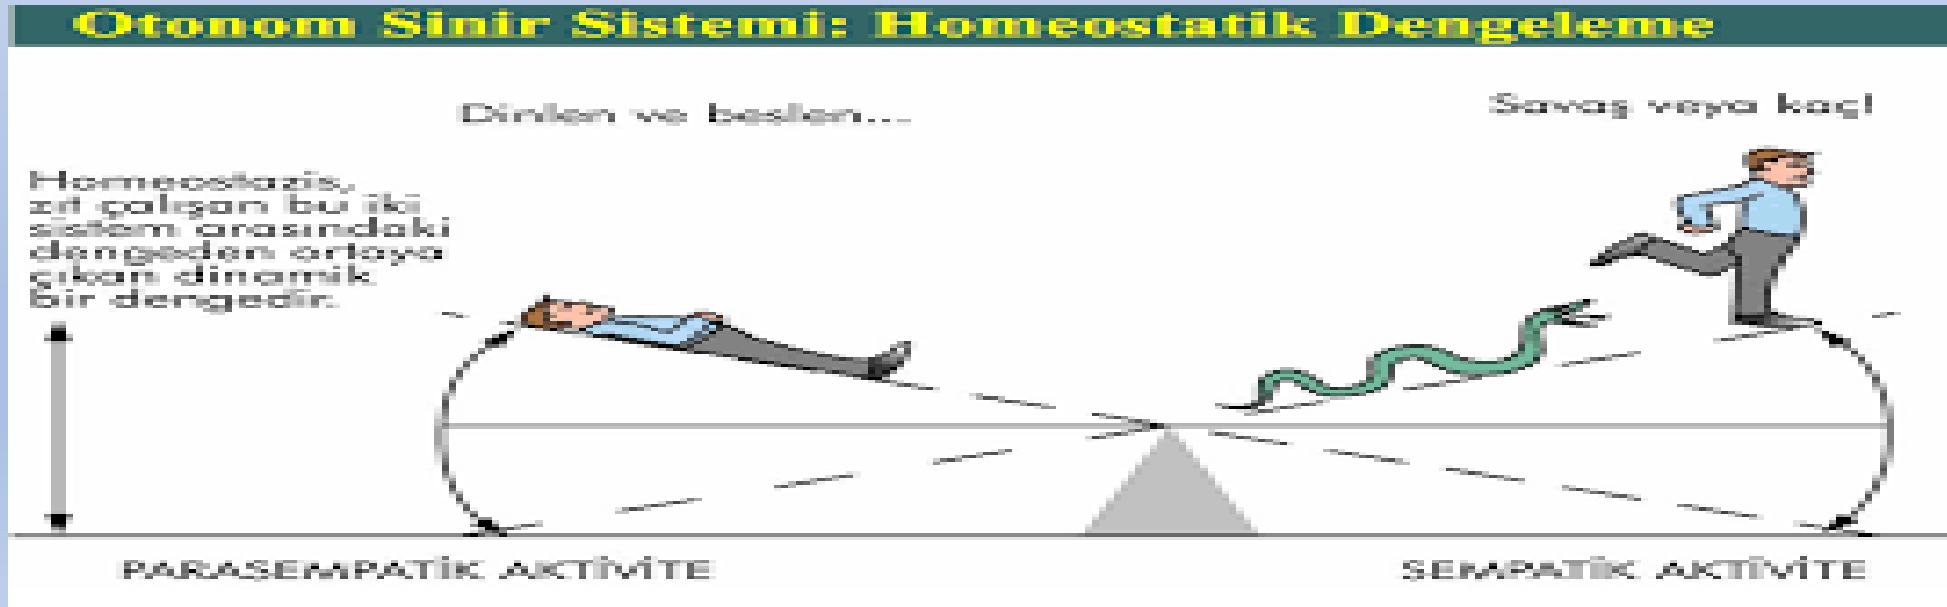 Otonom Sinir Sistemi: Homeostatik Dengeleme
Dinlen ve beslen...
Savaş veya kaç!
Homeostazis,
zıt çalışan bu iki
sistem arasındaki
dengeden ortaya
çıkan dinamik
bir dengedir.
PARASEMPATİK AKTİVİTE
SEMPATİK AKTİVİTE